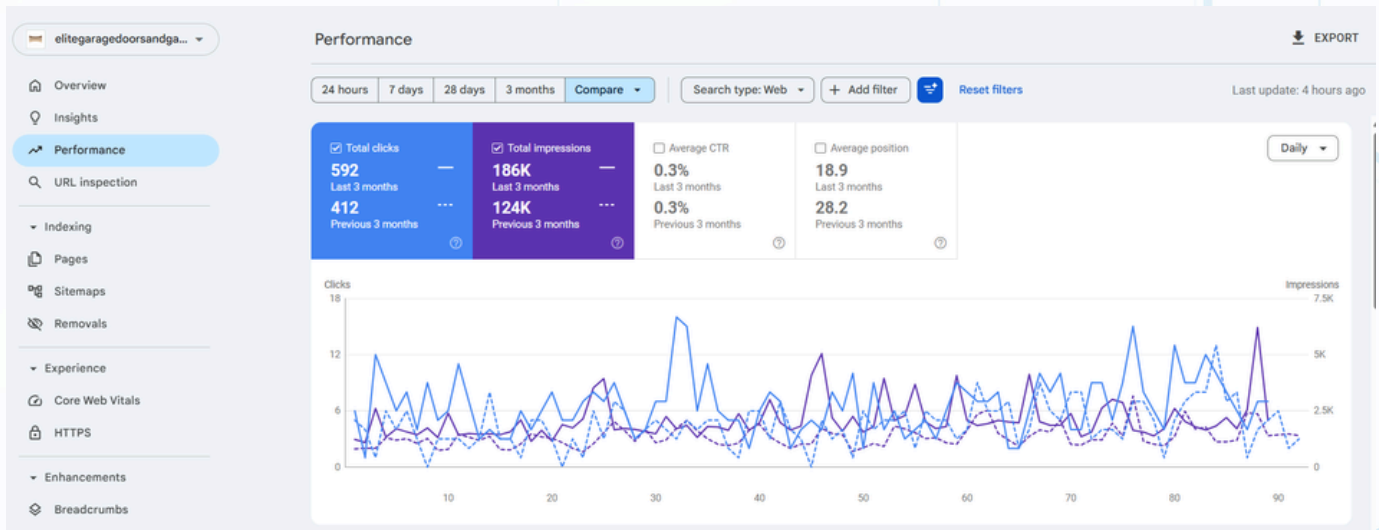 elitegaragedoorsandga...
Performance
EXPORT
Overview
Insights
Performance
URL inspection
Indexing
Pages
Sitemaps
Removals
Experience
Core Web Vitals
HTTPS
Enhancements
Breadcrumbs
24 hours 7 days 28 days 3 months Compare Search type: Web + Add filter Reset filters Last update: 4 hours ago
Total clicks
592
Last 3 months
412
Previous 3 months
Total impressions
186K
Last 3 months
124K
Previous 3 months
Average CTR
0.3%
Last 3 months
0.3%
Previous 3 months
Average position
18.9
Last 3 months
28.2
Previous 3 months
Daily
Clicks Impressions
18 7.5K
12 5K
6 2.5K
0 0
10 20 30 40 50 60 70 80 90